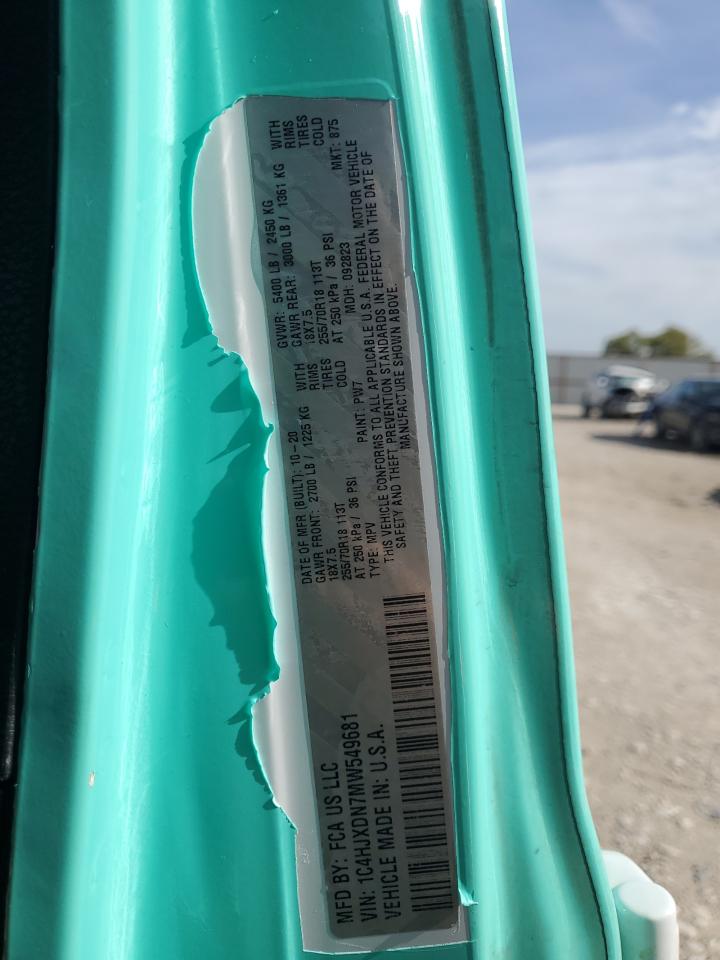 MFD BY: FCA US LLC
VIN: 1C4HJXDN7MW549681
VEHICLE MADE IN: U.S.A.
DATE OF MFR (BUILT): 10-20 GVWR: 5400 LB / 2450 KG
GAWR FRONT: 2700 LB / 1225 KG WITH GAWR REAR: 3000 LB / 1361 KG WITH
18X7.5 RIMS 18X7.5 RIMS
255/70R18 113T TIRES 255/70R18 113T TIRES
AT 250 kPa / 36 PSI COLD AT 250 kPa / 36 PSI COLD
TYPE: MPV PAINT: PW7 MDH: 092823 MKT: 875
THIS VEHICLE CONFORMS TO ALL APPLICABLE U.S.A. FEDERAL MOTOR VEHICLE
SAFETY AND THEFT PREVENTION STANDARDS IN EFFECT ON THE DATE OF
MANUFACTURE SHOWN ABOVE.